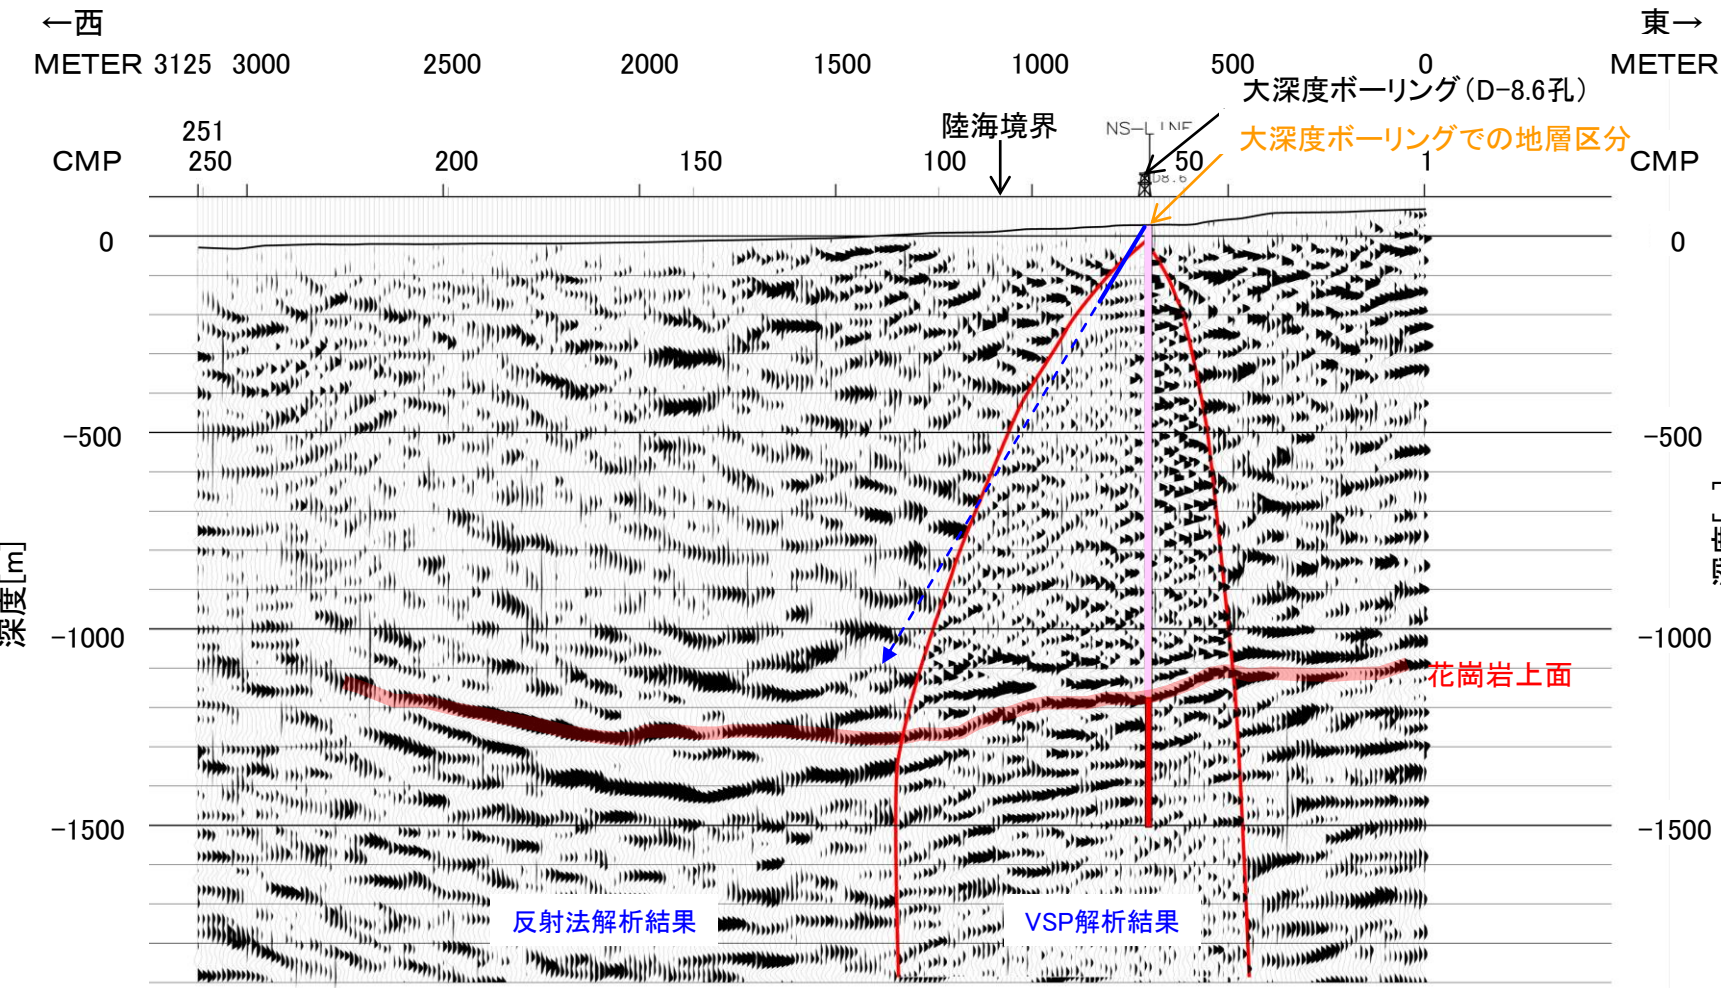 ←西
東→
METER 3125 3000 2500 2000 1500 1000 500 0 METER
大深度ボーリング（D-8.6孔）
陸海境界
NS-LINE
大深度ボーリングでの地層区分
251
CMP 250 200 150 100 50 1 CMP
D8.6
0 0
-500 -500
深度[m]
-1000 -1000
花崗岩上面
-1500 -1500
反射法解析結果
VSP解析結果